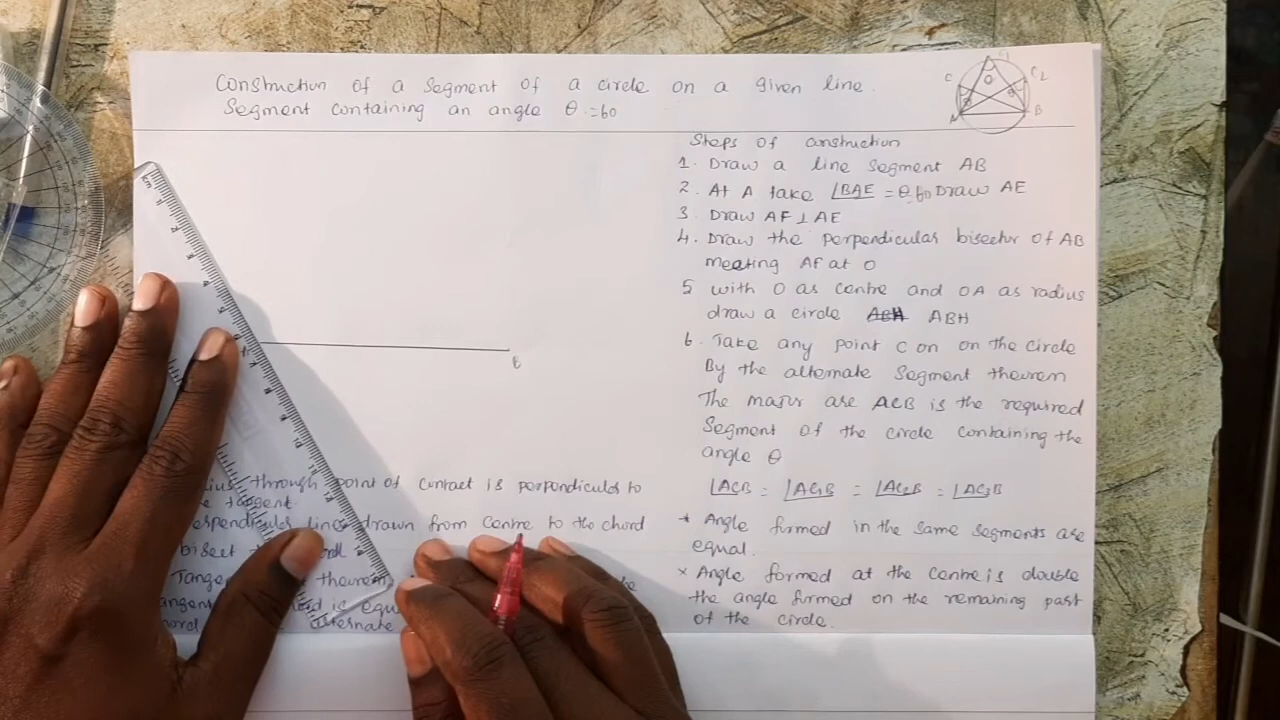 Construction of a Segment of a circle on a given line.
Segment containing an angle θ = 60
Steps of construction
1. Draw a line Segment AB
2. At A take ∠BAE = θ 60 Draw AE
3. Draw AF ⊥ AE
4. Draw the perpendicular bisector of AB
meeting AF at O
5 with O as centre and OA as radius
draw a circle ABH ABH
6. Take any point C on on the circle
By the alternate Segment theorem
The major arc ACB is the required
Segment of the circle containing the
angle θ
∠ACB = ∠AC1B = ∠AC2B = ∠AC3B
* Angle formed in the same segments are
equal.
× Angle formed at the centre is double
the angle formed on the remaining part
of the circle.
through point of contact is perpendicular to
tangent.
line drawn from centre to the chord
bisect
theorem
is
alternate
C C1 C2
O θ
A B
B
cm